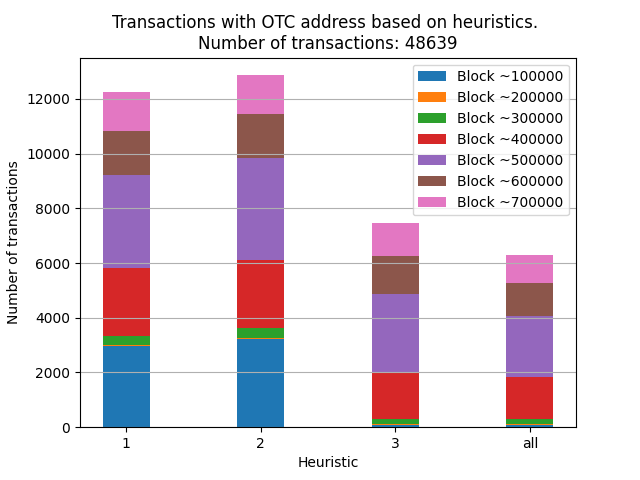 Transactions with OTC address based on heuristics.
Number of transactions: 48639
Block ~100000
Block ~200000
Block ~300000
Block ~400000
Block ~500000
Block ~600000
Block ~700000
Number of transactions
12000
10000
8000
6000
4000
2000
0
1 2 3 all
Heuristic